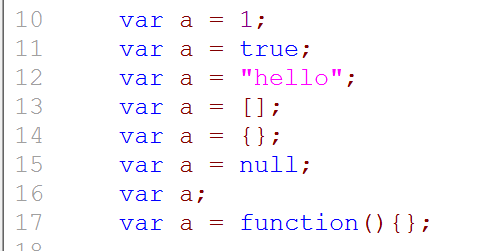 10 var a = 1;
11 var a = true;
12 var a = "hello";
13 var a = [];
14 var a = {};
15 var a = null;
16 var a;
17 var a = function(){};
18